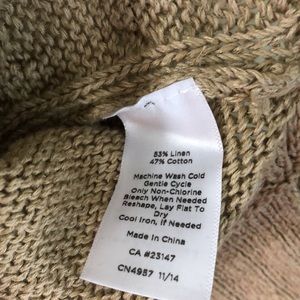 53% Linen
47% Cotton
Machine Wash Cold
Gentle Cycle
Only Non-Chlorine
Bleach When Needed
Reshape, Lay Flat To
Dry
Cool Iron, If Needed
Made In China
CA #23147
CN4957 11/14